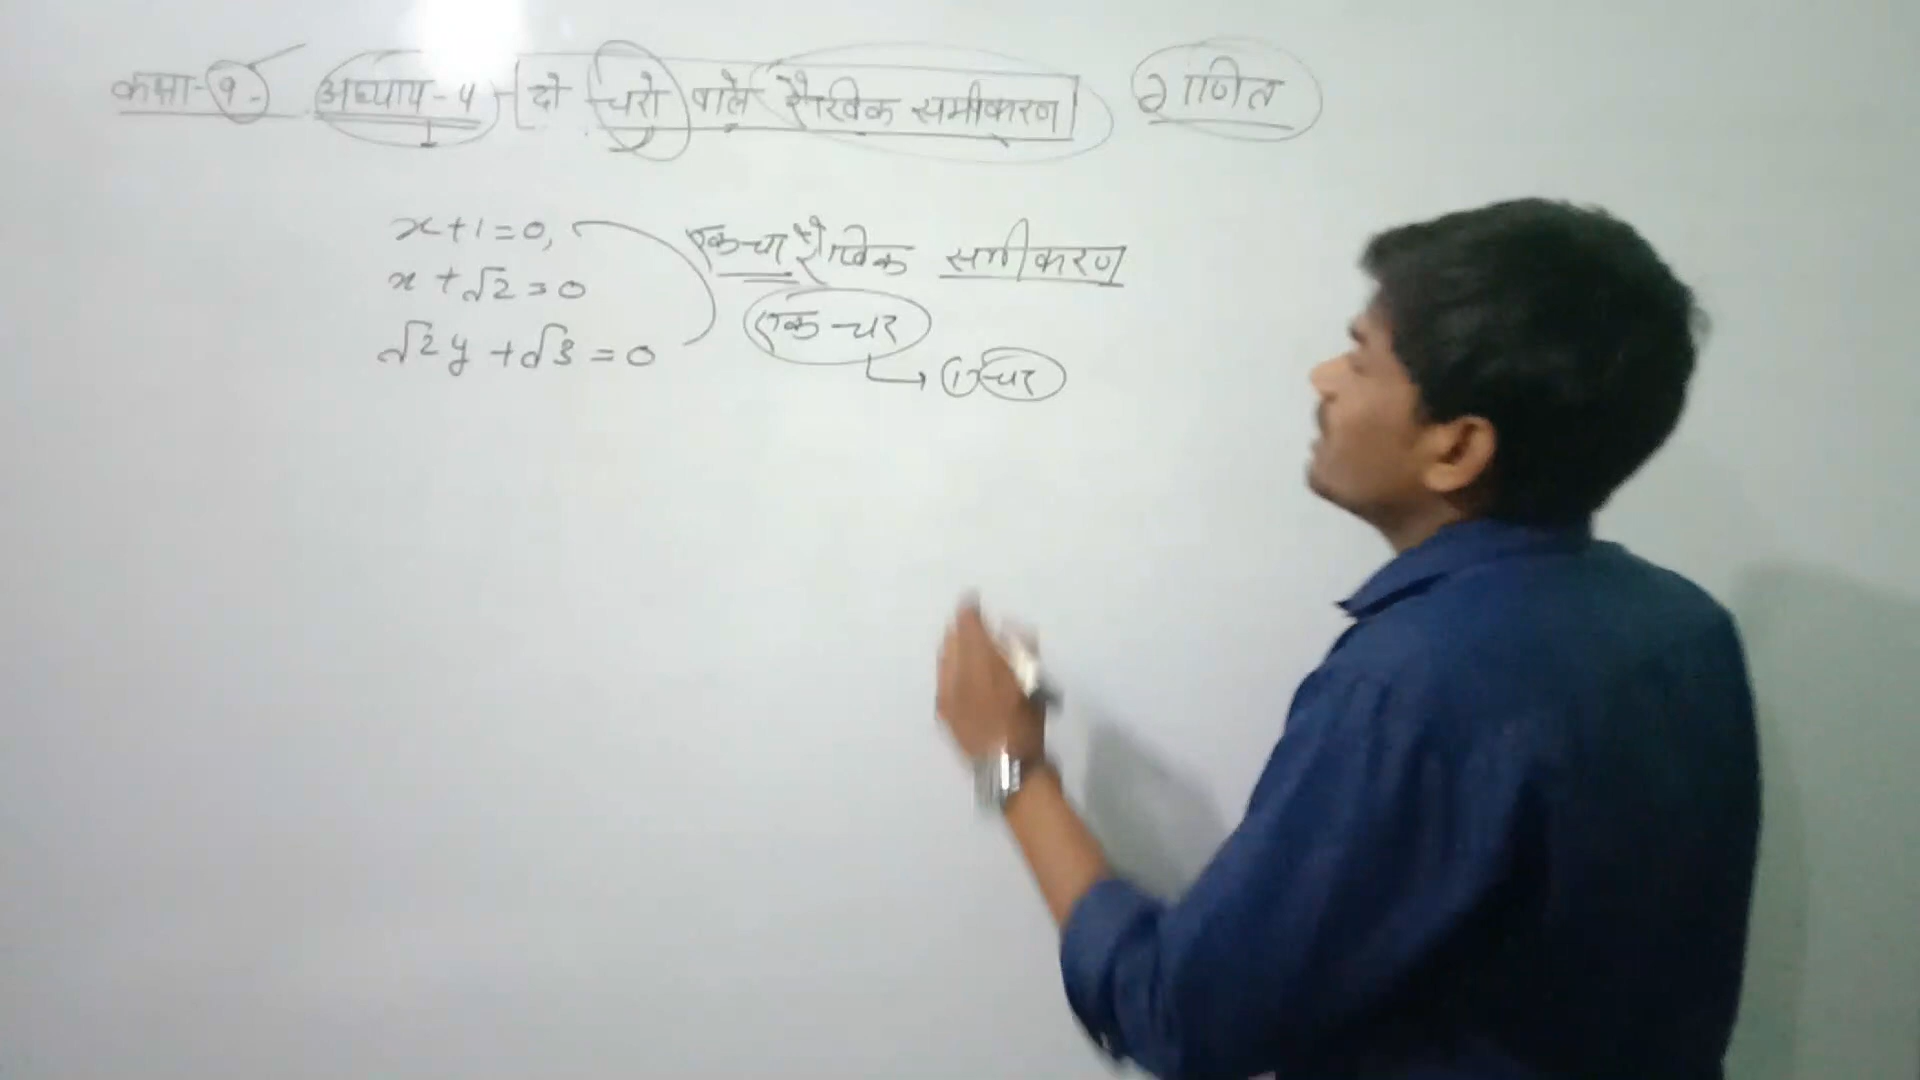 कक्षा-9- अध्याय-4 - दो चरो वाले रैखिक समीकरण गणित
x+1=0,
x+√2=0
√2y+√3=0
एक-चर रैखिक समीकरण
एक-चर
→ ① चर